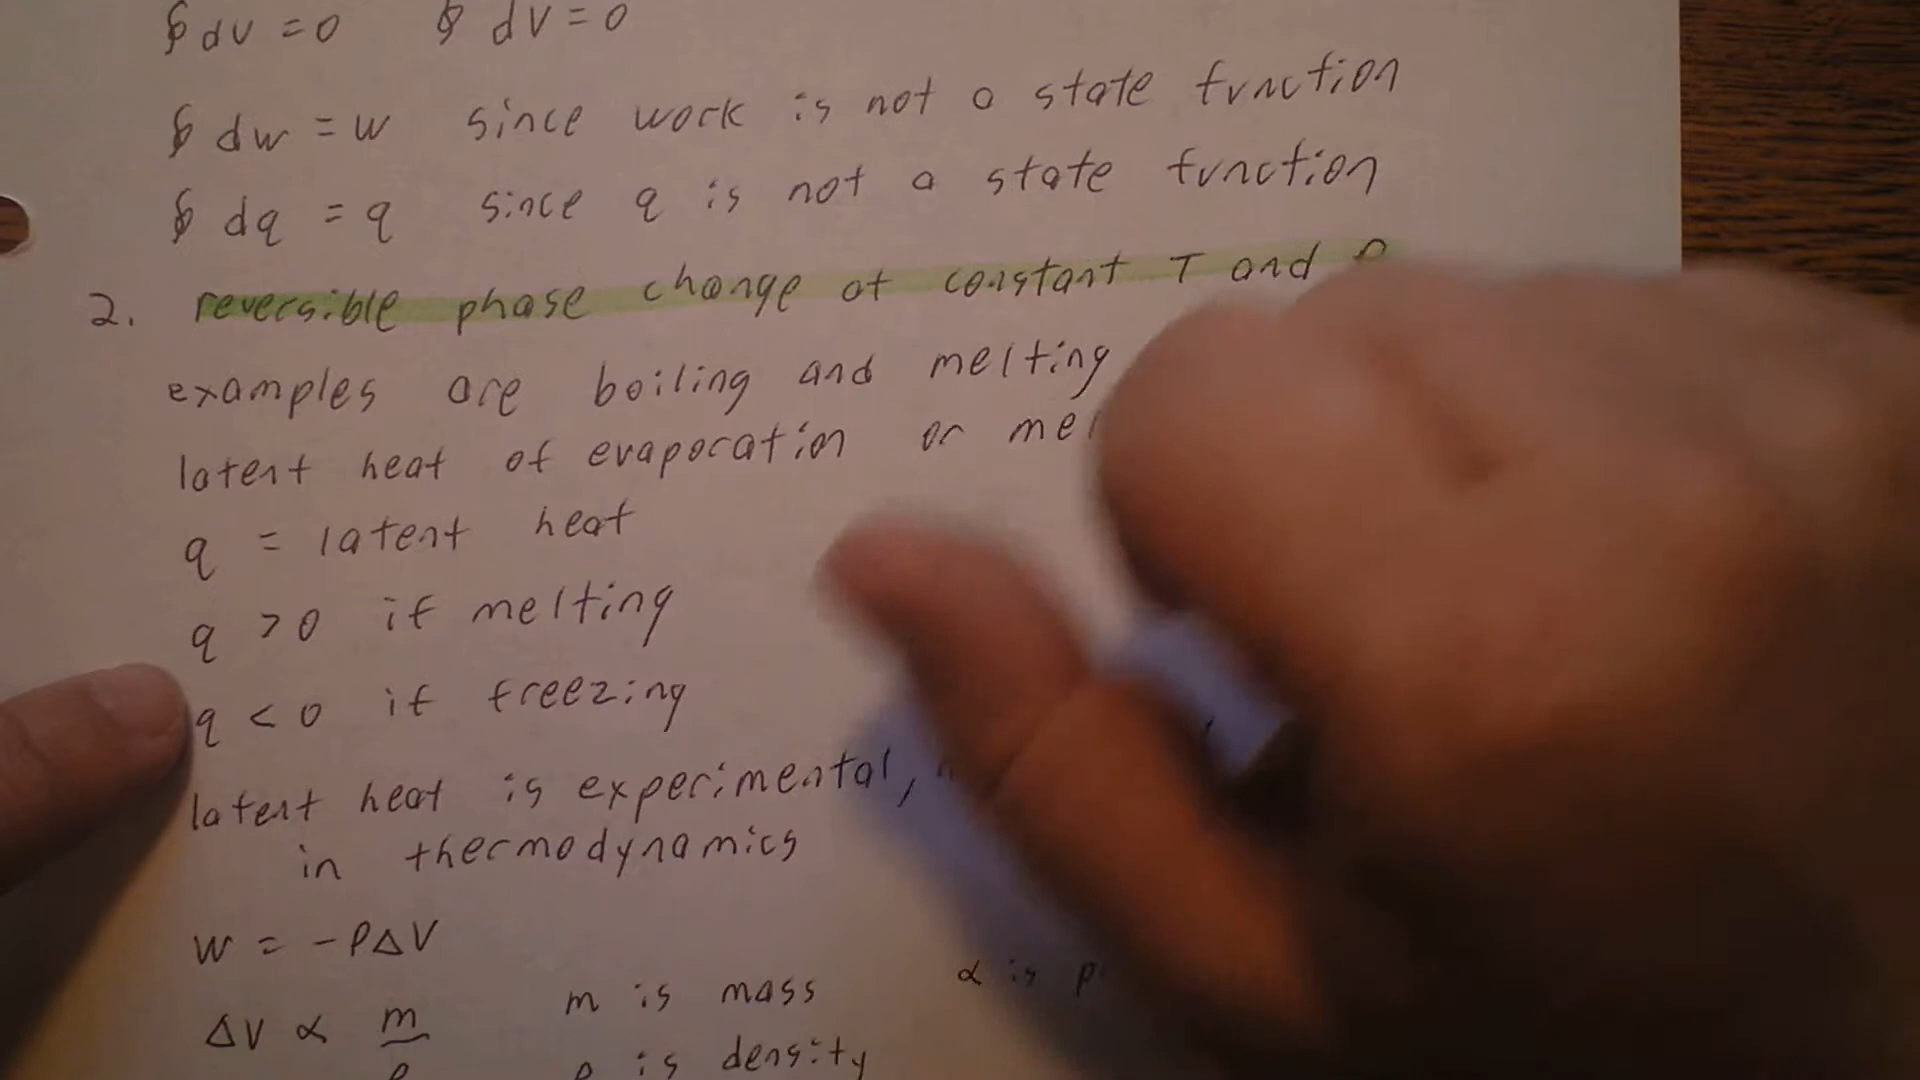 ∮ dU = 0 ∮ dV = 0
∮ dw = w since work is not a state function
∮ dq = q since q is not a state function
2. reversible phase change at constant T and
examples are boiling and melting
latent heat of evaporation or
q = latent heat
q > 0 if melting
q < 0 if freezing
latent heat is experimental,
in thermodynamics
w = -PΔV
m is mass α is
ΔV α m/ρ
ρ is density